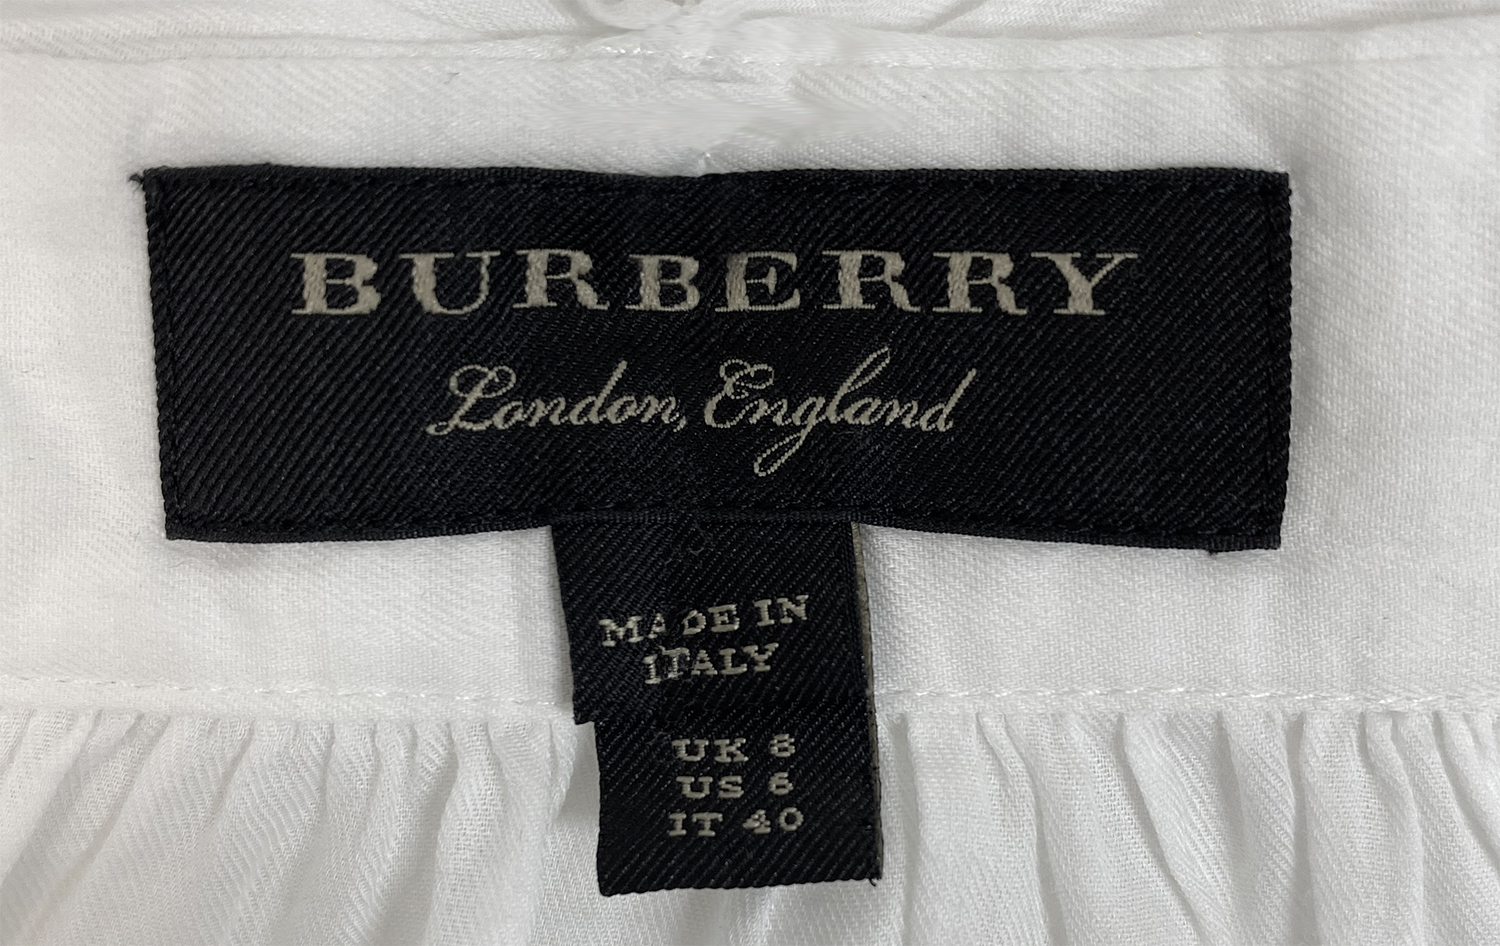 BURBERRY
London, England
MADE IN
ITALY
UK 8
US 6
IT 40